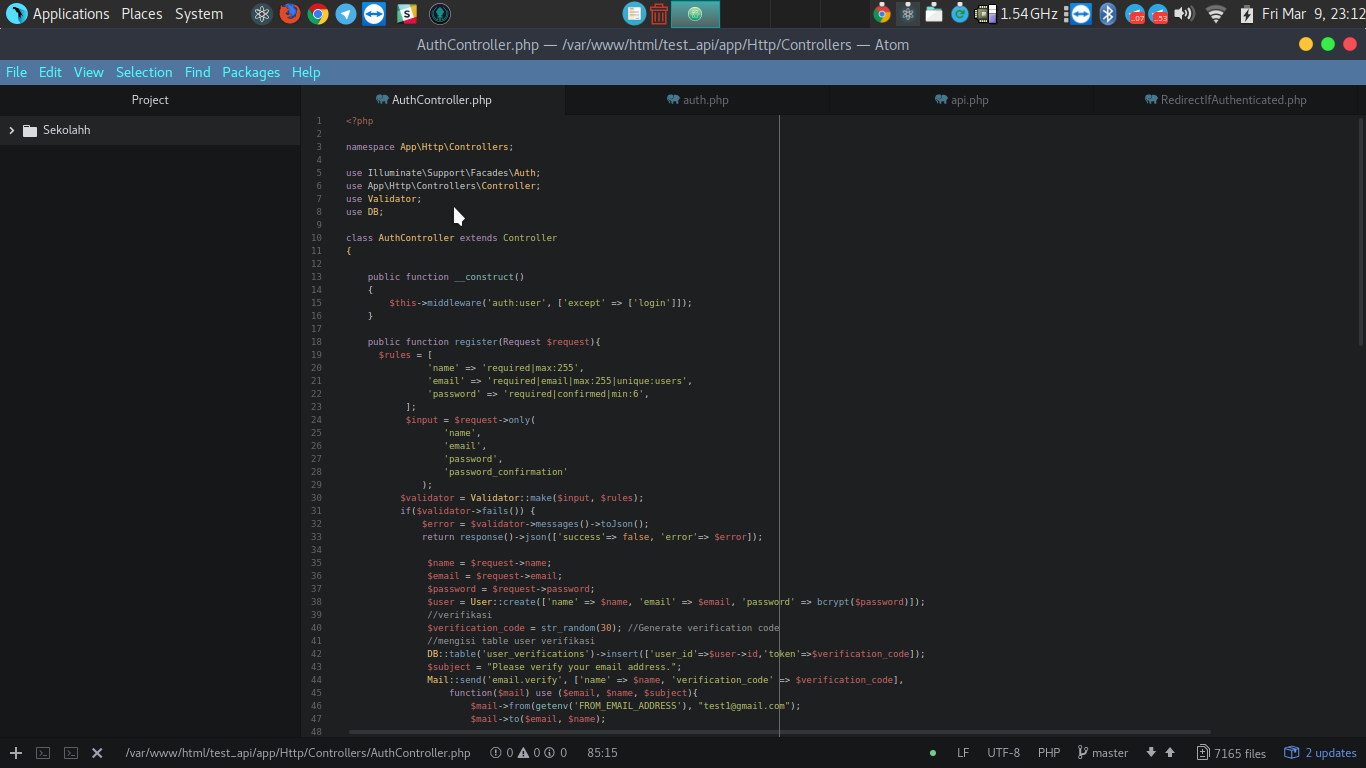 Applications Places System 1.54 GHz .07 .53 Fri Mar 9, 23:12
AuthController.php — /var/www/html/test_api/app/Http/Controllers — Atom
File Edit View Selection Find Packages Help
Project AuthController.php auth.php api.php RedirectIfAuthenticated.php
Sekolahh
1 <?php
2
3 namespace App\Http\Controllers;
4
5 use Illuminate\Support\Facades\Auth;
6 use App\Http\Controllers\Controller;
7 use Validator;
8 use DB;
9
10 class AuthController extends Controller
11 {
12
13 public function __construct()
14 {
15 $this->middleware('auth:user', ['except' => ['login']]);
16 }
17
18 public function register(Request $request){
19 $rules = [
20 'name' => 'required|max:255',
21 'email' => 'required|email|max:255|unique:users',
22 'password' => 'required|confirmed|min:6',
23 ];
24 $input = $request->only(
25 'name',
26 'email',
27 'password',
28 'password_confirmation'
29 );
30 $validator = Validator::make($input, $rules);
31 if($validator->fails()) {
32 $error = $validator->messages()->toJson();
33 return response()->json(['success'=> false, 'error'=> $error]);
34
35 $name = $request->name;
36 $email = $request->email;
37 $password = $request->password;
38 $user = User::create(['name' => $name, 'email' => $email, 'password' => bcrypt($password)]);
39 //verifikasi
40 $verification_code = str_random(30); //Generate verification code
41 //mengisi table user verifikasi
42 DB::table('user_verifications')->insert(['user_id'=>$user->id,'token'=>$verification_code]);
43 $subject = "Please verify your email address.";
44 Mail::send('email.verify', ['name' => $name, 'verification_code' => $verification_code],
45 function($mail) use ($email, $name, $subject){
46 $mail->from(getenv('FROM_EMAIL_ADDRESS'), "test1@gmail.com");
47 $mail->to($email, $name);
48
/var/www/html/test_api/app/Http/Controllers/AuthController.php 0 0 0 85:15 LF UTF-8 PHP master 7165 files 2 updates